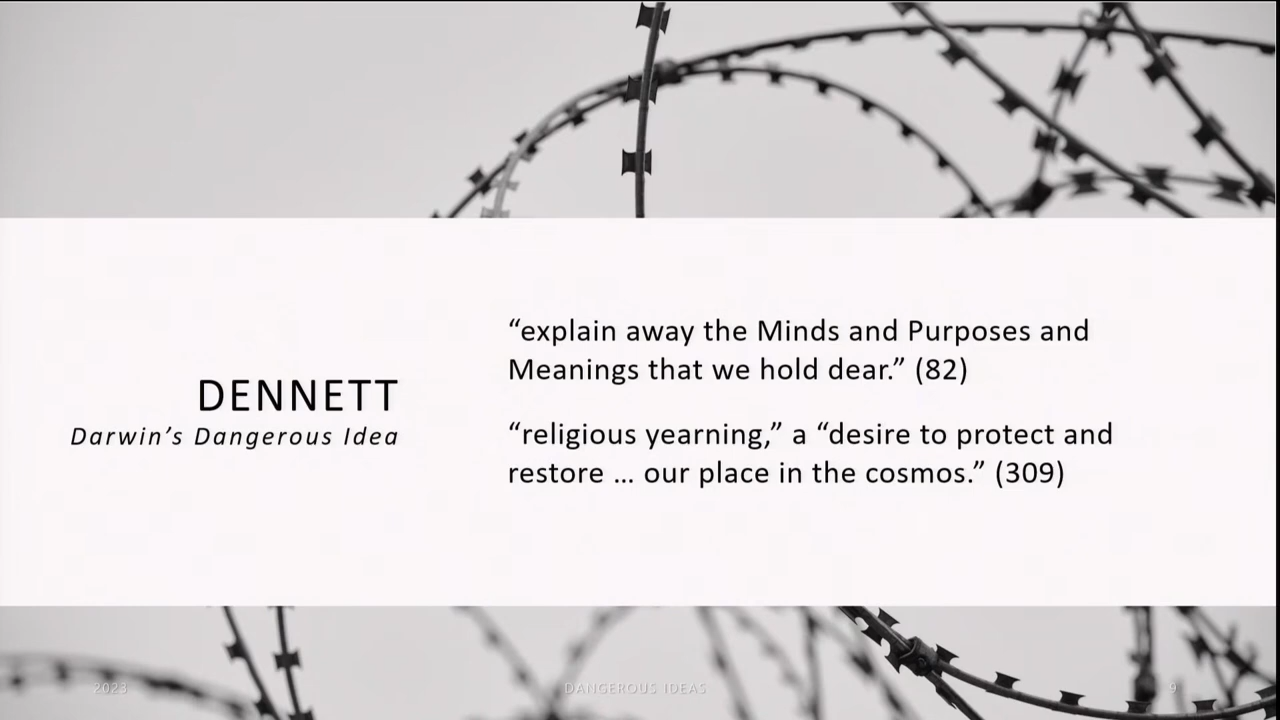 DENNETT
Darwin’s Dangerous Idea
“explain away the Minds and Purposes and
Meanings that we hold dear.” (82)
“religious yearning,” a “desire to protect and
restore … our place in the cosmos.” (309)
2023
DANGEROUS IDEAS
9